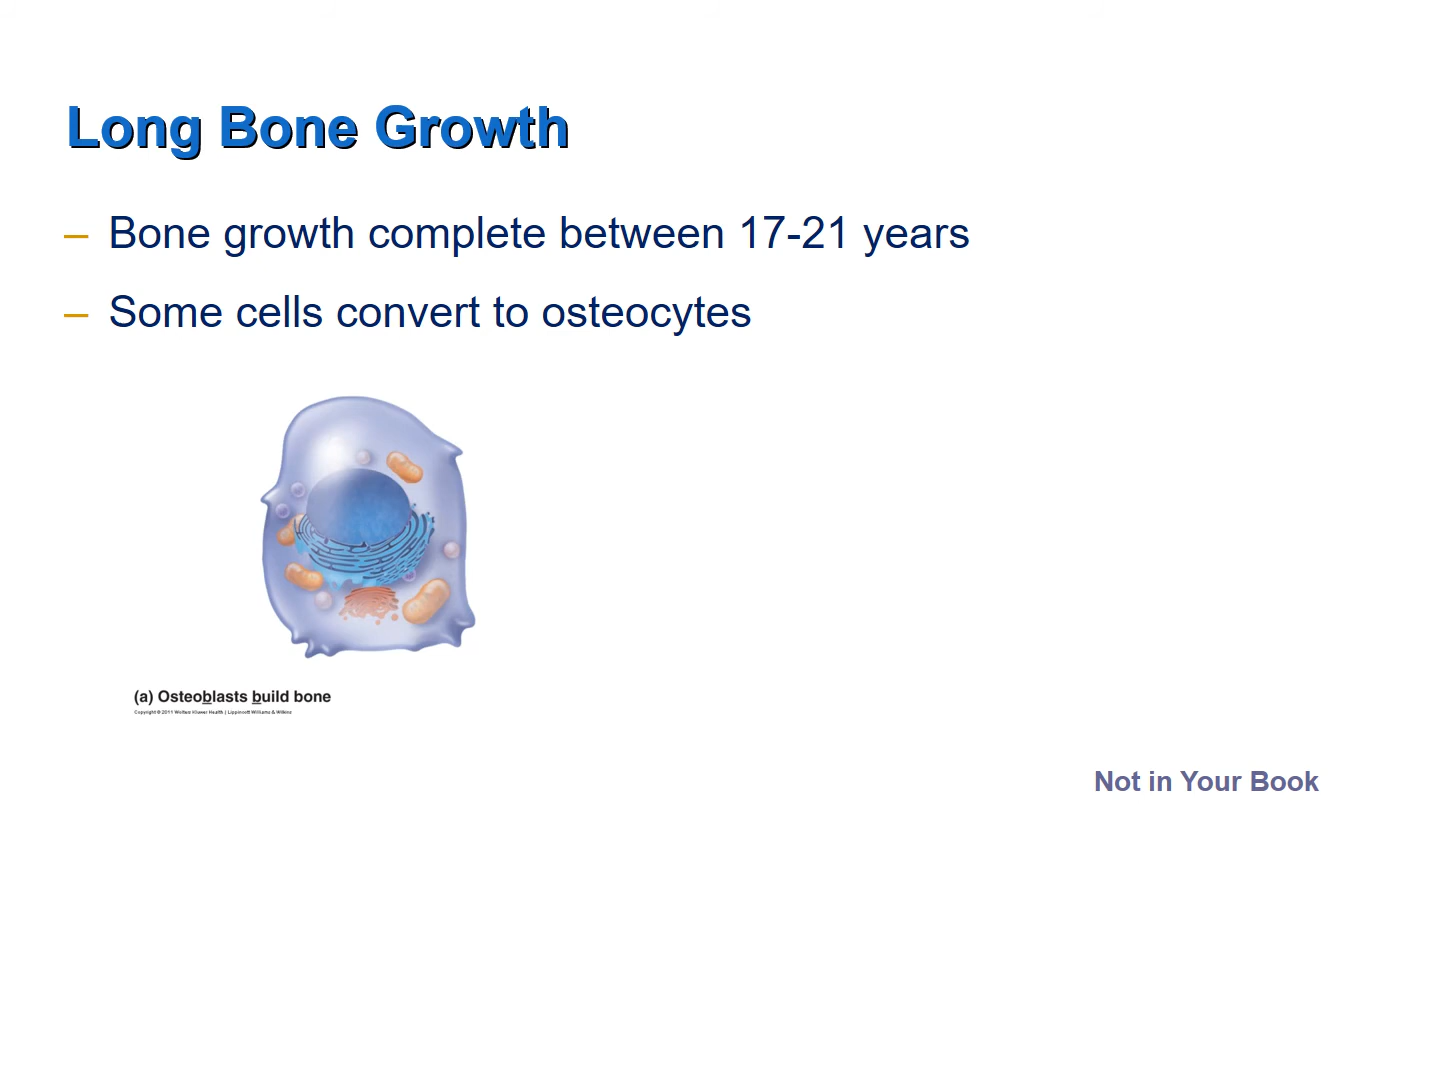 Long Bone Growth
– Bone growth complete between 17-21 years
– Some cells convert to osteocytes
(a) Osteoblasts build bone
Copyright © 2011 Wolters Kluwer Health | Lippincott Williams & Wilkins
Not in Your Book